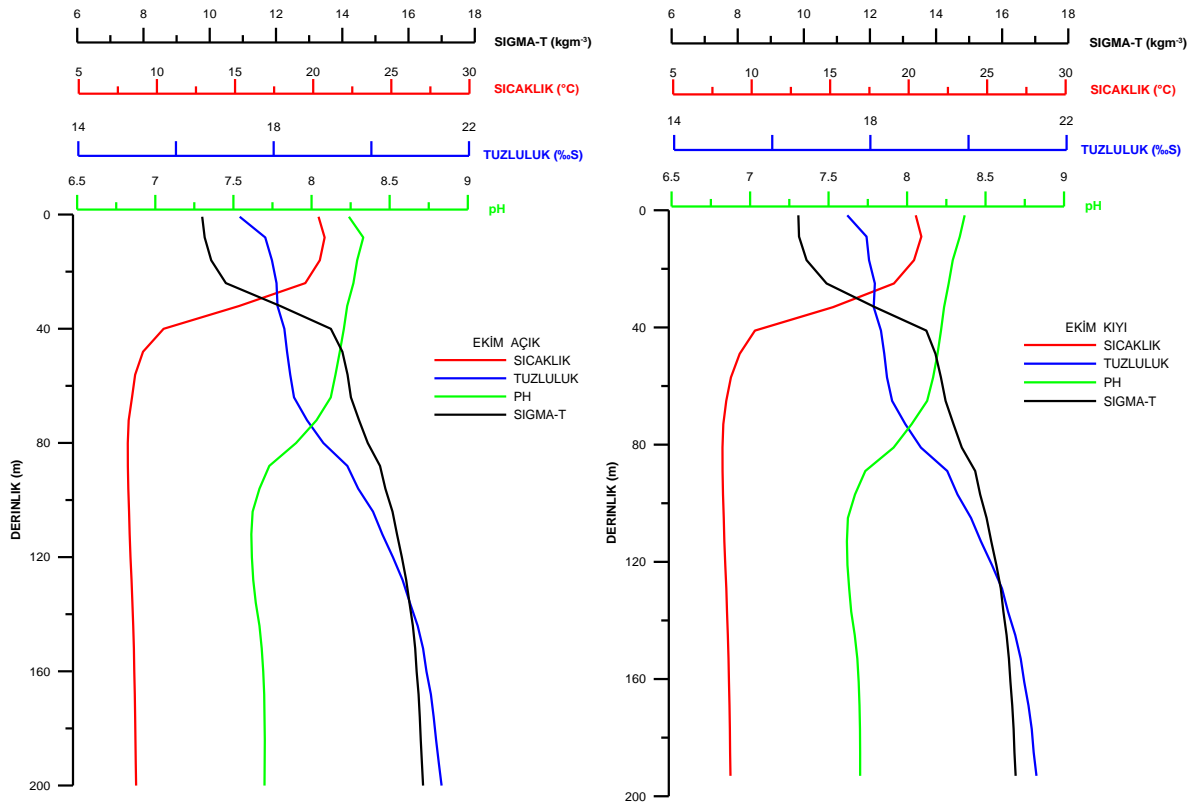 6 8 10 12 14 16 18
SIGMA-T (kgm-3)
5 10 15 20 25 30
SICAKLIK (°C)
14 18 22
TUZLULUK (‰S)
6.5 7 7.5 8 8.5 9
pH
0
40
80
120
160
200
DERINLIK (m)
EKİM AÇIK
SICAKLIK
TUZLULUK
PH
SIGMA-T
6 8 10 12 14 16 18
SIGMA-T (kgm-3)
5 10 15 20 25 30
SICAKLIK (°C)
14 18 22
TUZLULUK (‰S)
6.5 7 7.5 8 8.5 9
pH
0
40
80
120
160
200
DERINLIK (m)
EKİM KIYI
SICAKLIK
TUZLULUK
PH
SIGMA-T